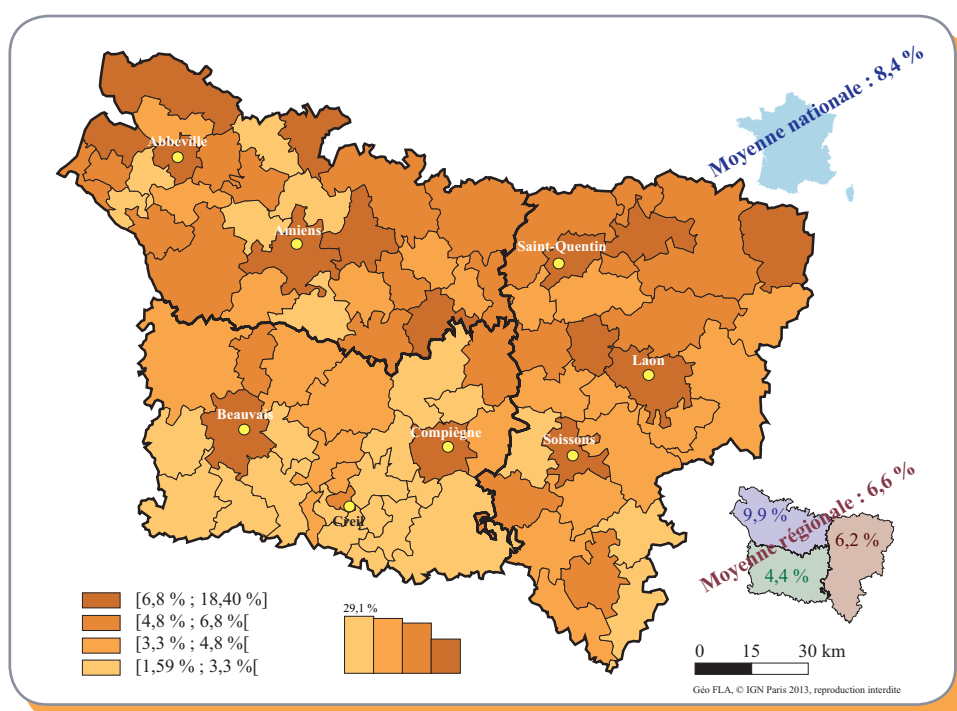 Moyenne nationale : 8,4 %
Abbeville
Amiens
Saint-Quentin
Laon
Beauvais
Compiègne
Soissons
Creil
Moyenne régionale : 6,6 %
9,9 %
6,2 %
4,4 %
[6,8 % ; 18,40 %]
[4,8 % ; 6,8 %[
[3,3 % ; 4,8 %[
[1,59 % ; 3,3 %[
29,1 %
0 15 30 km
Géo FLA, © IGN Paris 2013, reproduction interdite